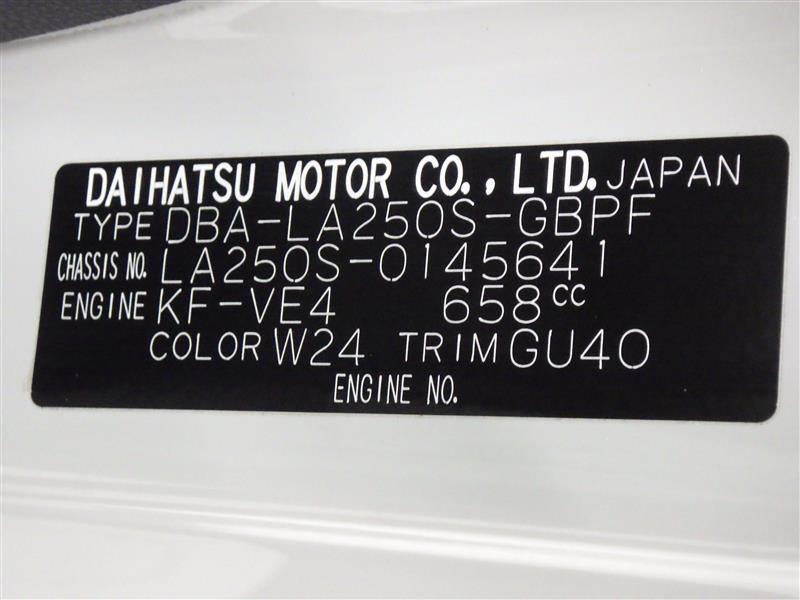 DAIHATSU MOTOR CO., LTD. JAPAN
TYPE DBA-LA250S-GBPF
CHASSIS NO. LA250S-0145641
ENGINE KF-VE4 658cc
COLOR W24 TRIM GU40
ENGINE NO.